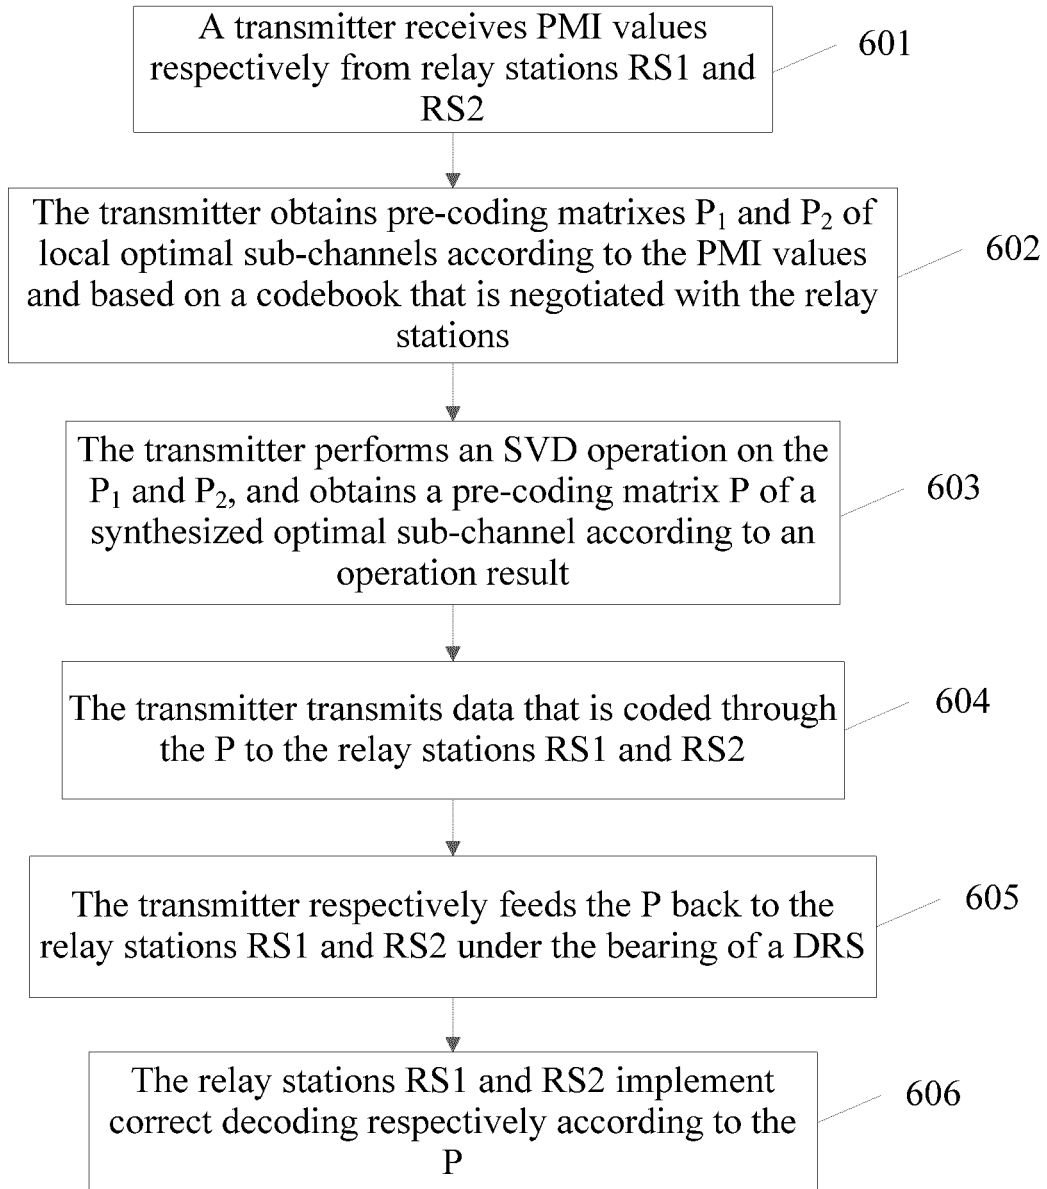 A transmitter receives PMI values
respectively from relay stations RS1 and
RS2
601
The transmitter obtains pre-coding matrixes P₁ and P₂ of
local optimal sub-channels according to the PMI values
and based on a codebook that is negotiated with the relay
stations
602
The transmitter performs an SVD operation on the
P₁ and P₂, and obtains a pre-coding matrix P of a
synthesized optimal sub-channel according to an
operation result
603
The transmitter transmits data that is coded through
the P to the relay stations RS1 and RS2
604
The transmitter respectively feeds the P back to the
relay stations RS1 and RS2 under the bearing of a DRS
605
The relay stations RS1 and RS2 implement
correct decoding respectively according to the
P
606